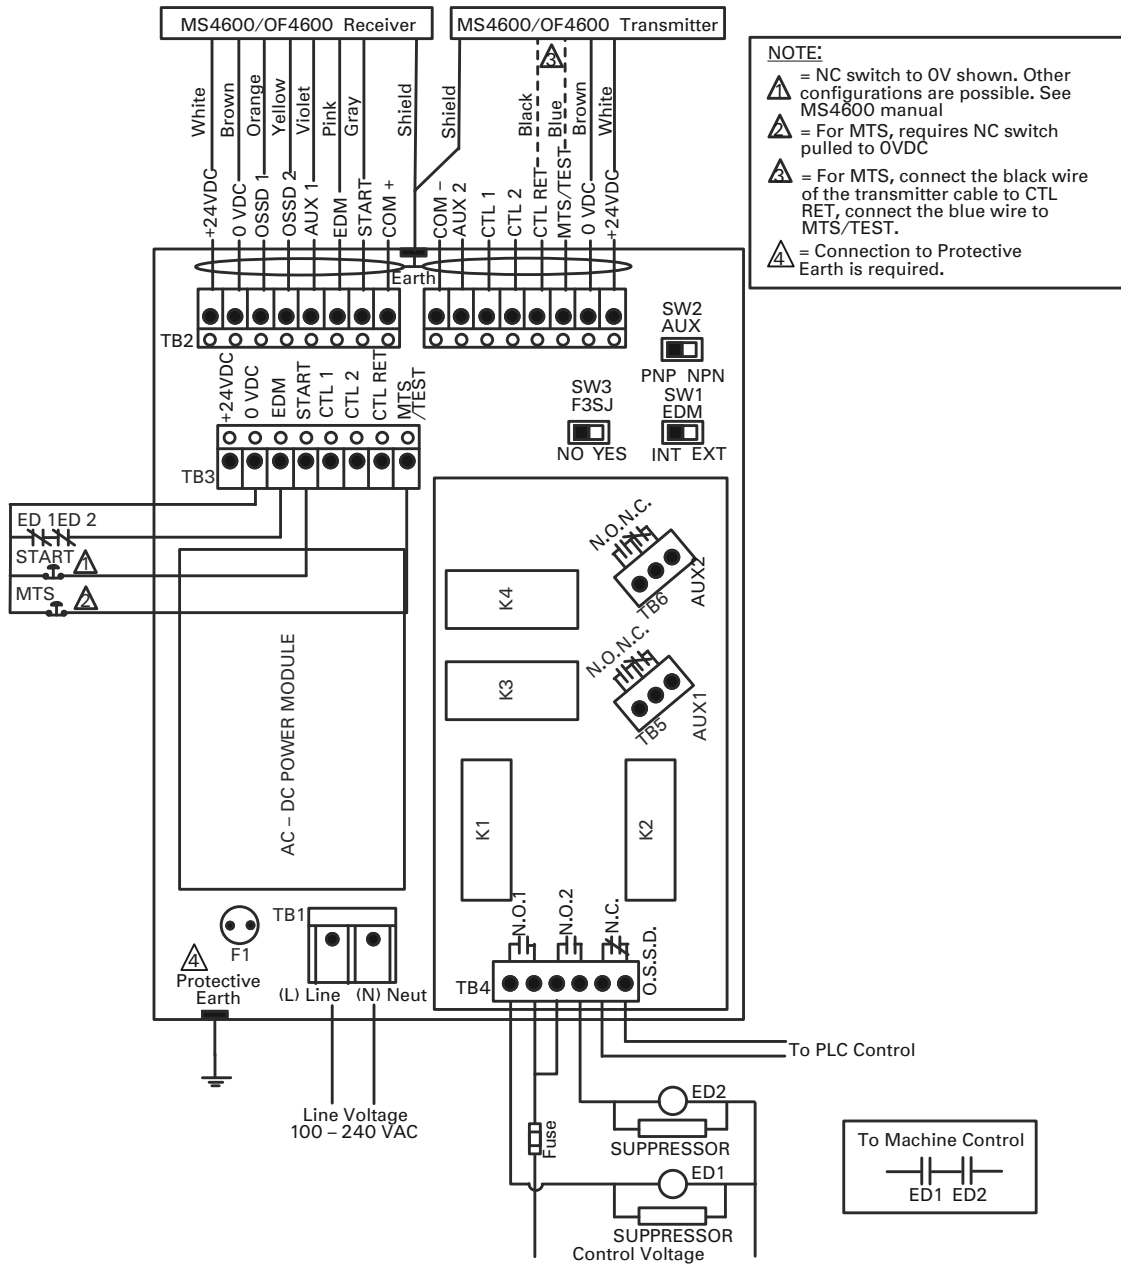 MS4600/OF4600 Receiver
MS4600/OF4600 Transmitter
White
Brown
Orange
Yellow
Violet
Pink
Gray
Shield
Shield
Black
Blue
Brown
White
3
+24VDC
0 VDC
OSSD 1
OSSD 2
AUX 1
EDM
START
COM +
COM -
AUX 2
CTL 1
CTL 2
CTL RET
MTS/TEST
0 VDC
+24VDC
NOTE:
1 = NC switch to 0V shown. Other
configurations are possible. See
MS4600 manual
2 = For MTS, requires NC switch
pulled to 0VDC
3 = For MTS, connect the black wire
of the transmitter cable to CTL
RET, connect the blue wire to
MTS/TEST.
4 = Connection to Protective
Earth is required.
Earth
TB2
SW2
AUX
PNP NPN
SW3
F3SJ
NO YES
SW1
EDM
INT EXT
+24VDC
0 VDC
EDM
START
CTL 1
CTL 2
CTL RET
MTS
/TEST
TB3
ED 1 ED 2
START 1
MTS 2
AC – DC POWER MODULE
K4
K3
K1
K2
N.O. N.C.
TB6
AUX2
N.O. N.C.
TB5
AUX1
F1
TB1
4
Protective
Earth
(L) Line (N) Neut
Line Voltage
100 – 240 VAC
N.O.1
N.O.2
N.C.
O.S.S.D.
TB4
To PLC Control
Fuse
ED2
SUPPRESSOR
ED1
SUPPRESSOR
Control Voltage
To Machine Control
ED1 ED2